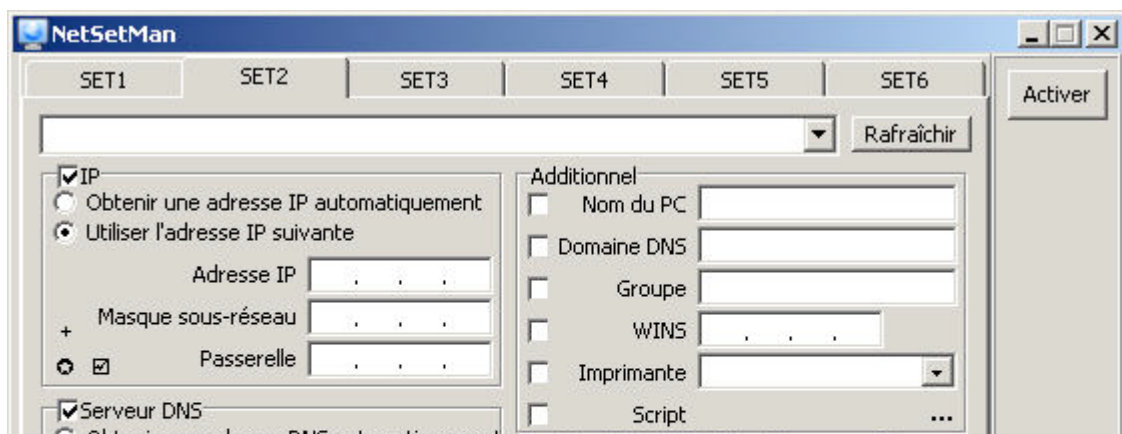 NetSetMan
SET1 SET2 SET3 SET4 SET5 SET6
Activer
Rafraîchir
IP
Obtenir une adresse IP automatiquement
Utiliser l'adresse IP suivante
Adresse IP . . .
Masque sous-réseau . . .
+
Passerelle . . .
Serveur DNS
Additionnel
Nom du PC
Domaine DNS
Groupe
WINS . . .
Imprimante
Script ...